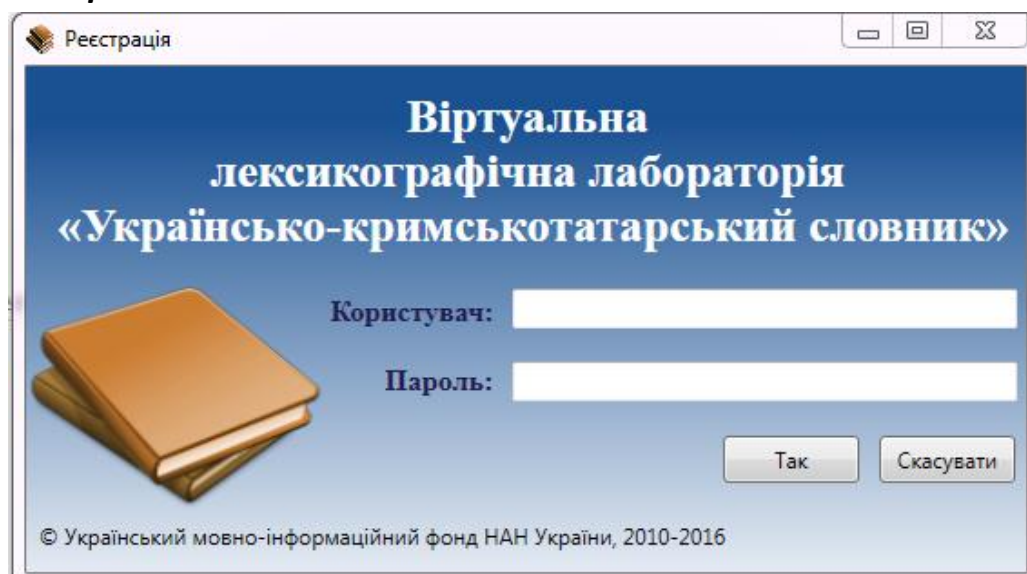 Реєстрація
Віртуальна
лексикографічна лабораторія
«Українсько-кримськотатарський словник»
Користувач:
Пароль:
Так Скасувати
© Український мовно-інформаційний фонд НАН України, 2010-2016